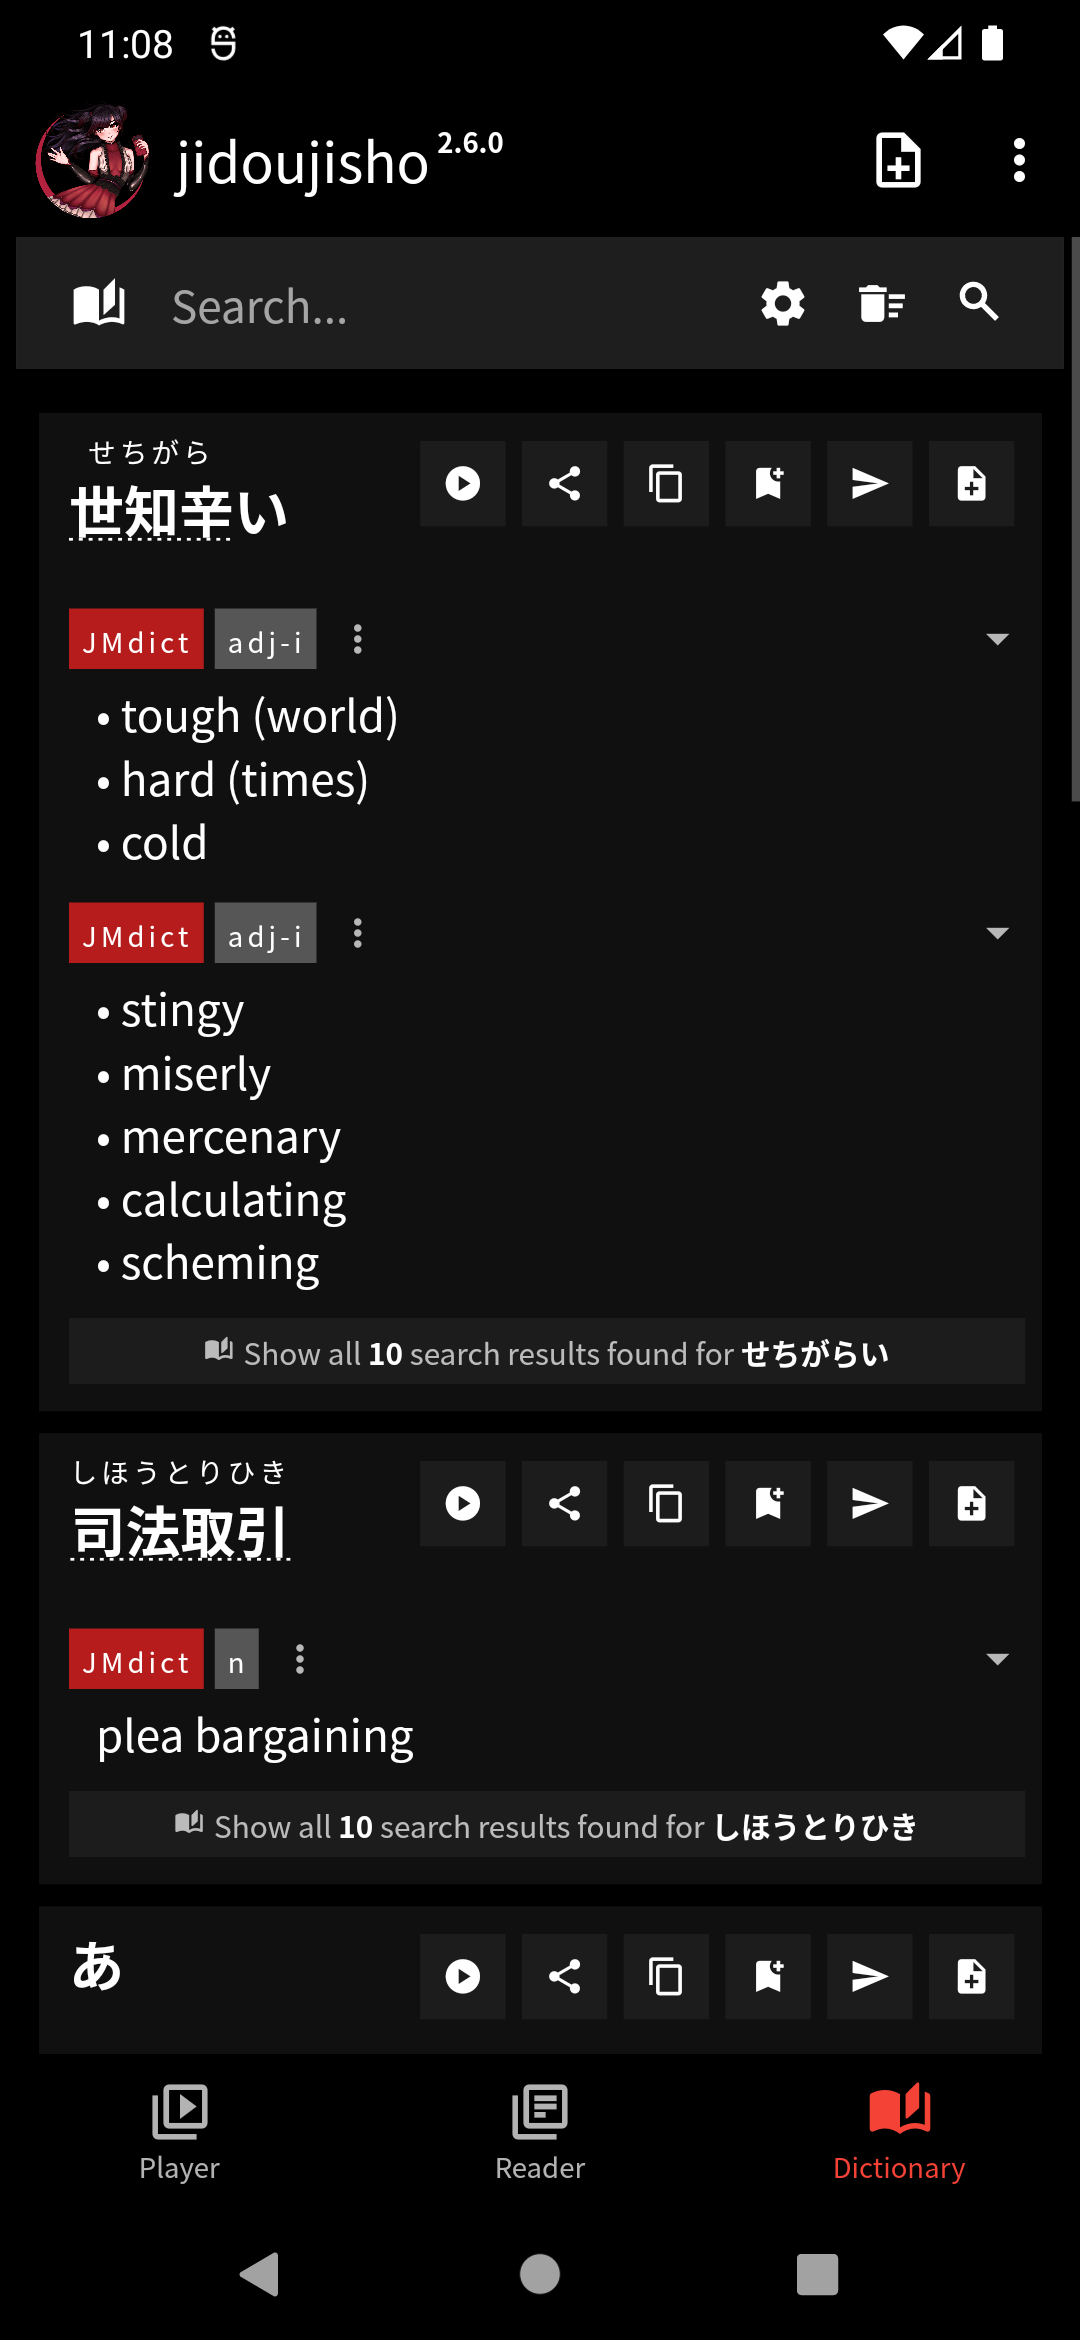 11:08
jidoujisho 2.6.0
Search...
せちがら
世知辛い
JMdict adj-i
• tough (world)
• hard (times)
• cold
JMdict adj-i
• stingy
• miserly
• mercenary
• calculating
• scheming
Show all 10 search results found for せちがらい
しほうとりひき
司法取引
JMdict n
plea bargaining
Show all 10 search results found for しほうとりひき
あ
Player Reader Dictionary